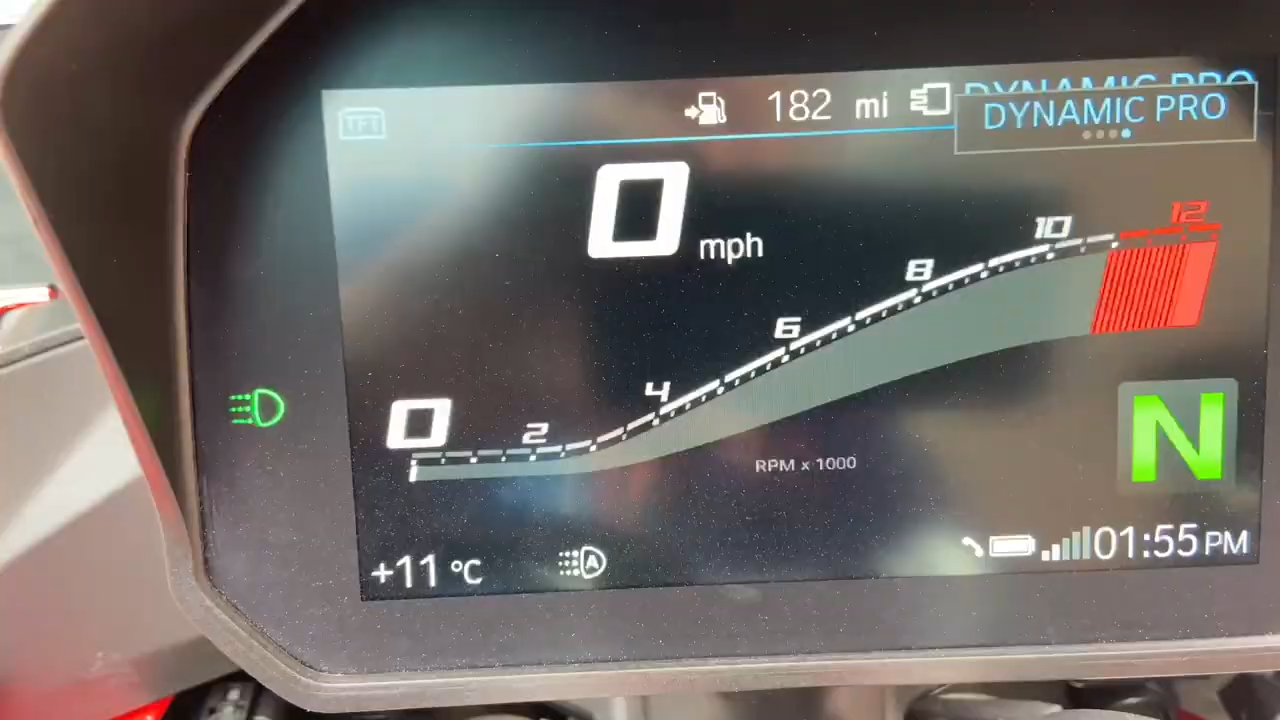 TFT
182 mi
DYNAMIC PRO
DYNAMIC PRO
0 mph
0 2 4 6 8 10 12
RPM x 1000
N
+11 °C
A
01:55 PM